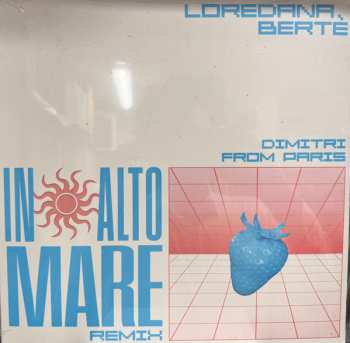 LOREDANA
BERTÈ
DIMITRI
FROM PARIS
IN ALTO
MARE
REMIX